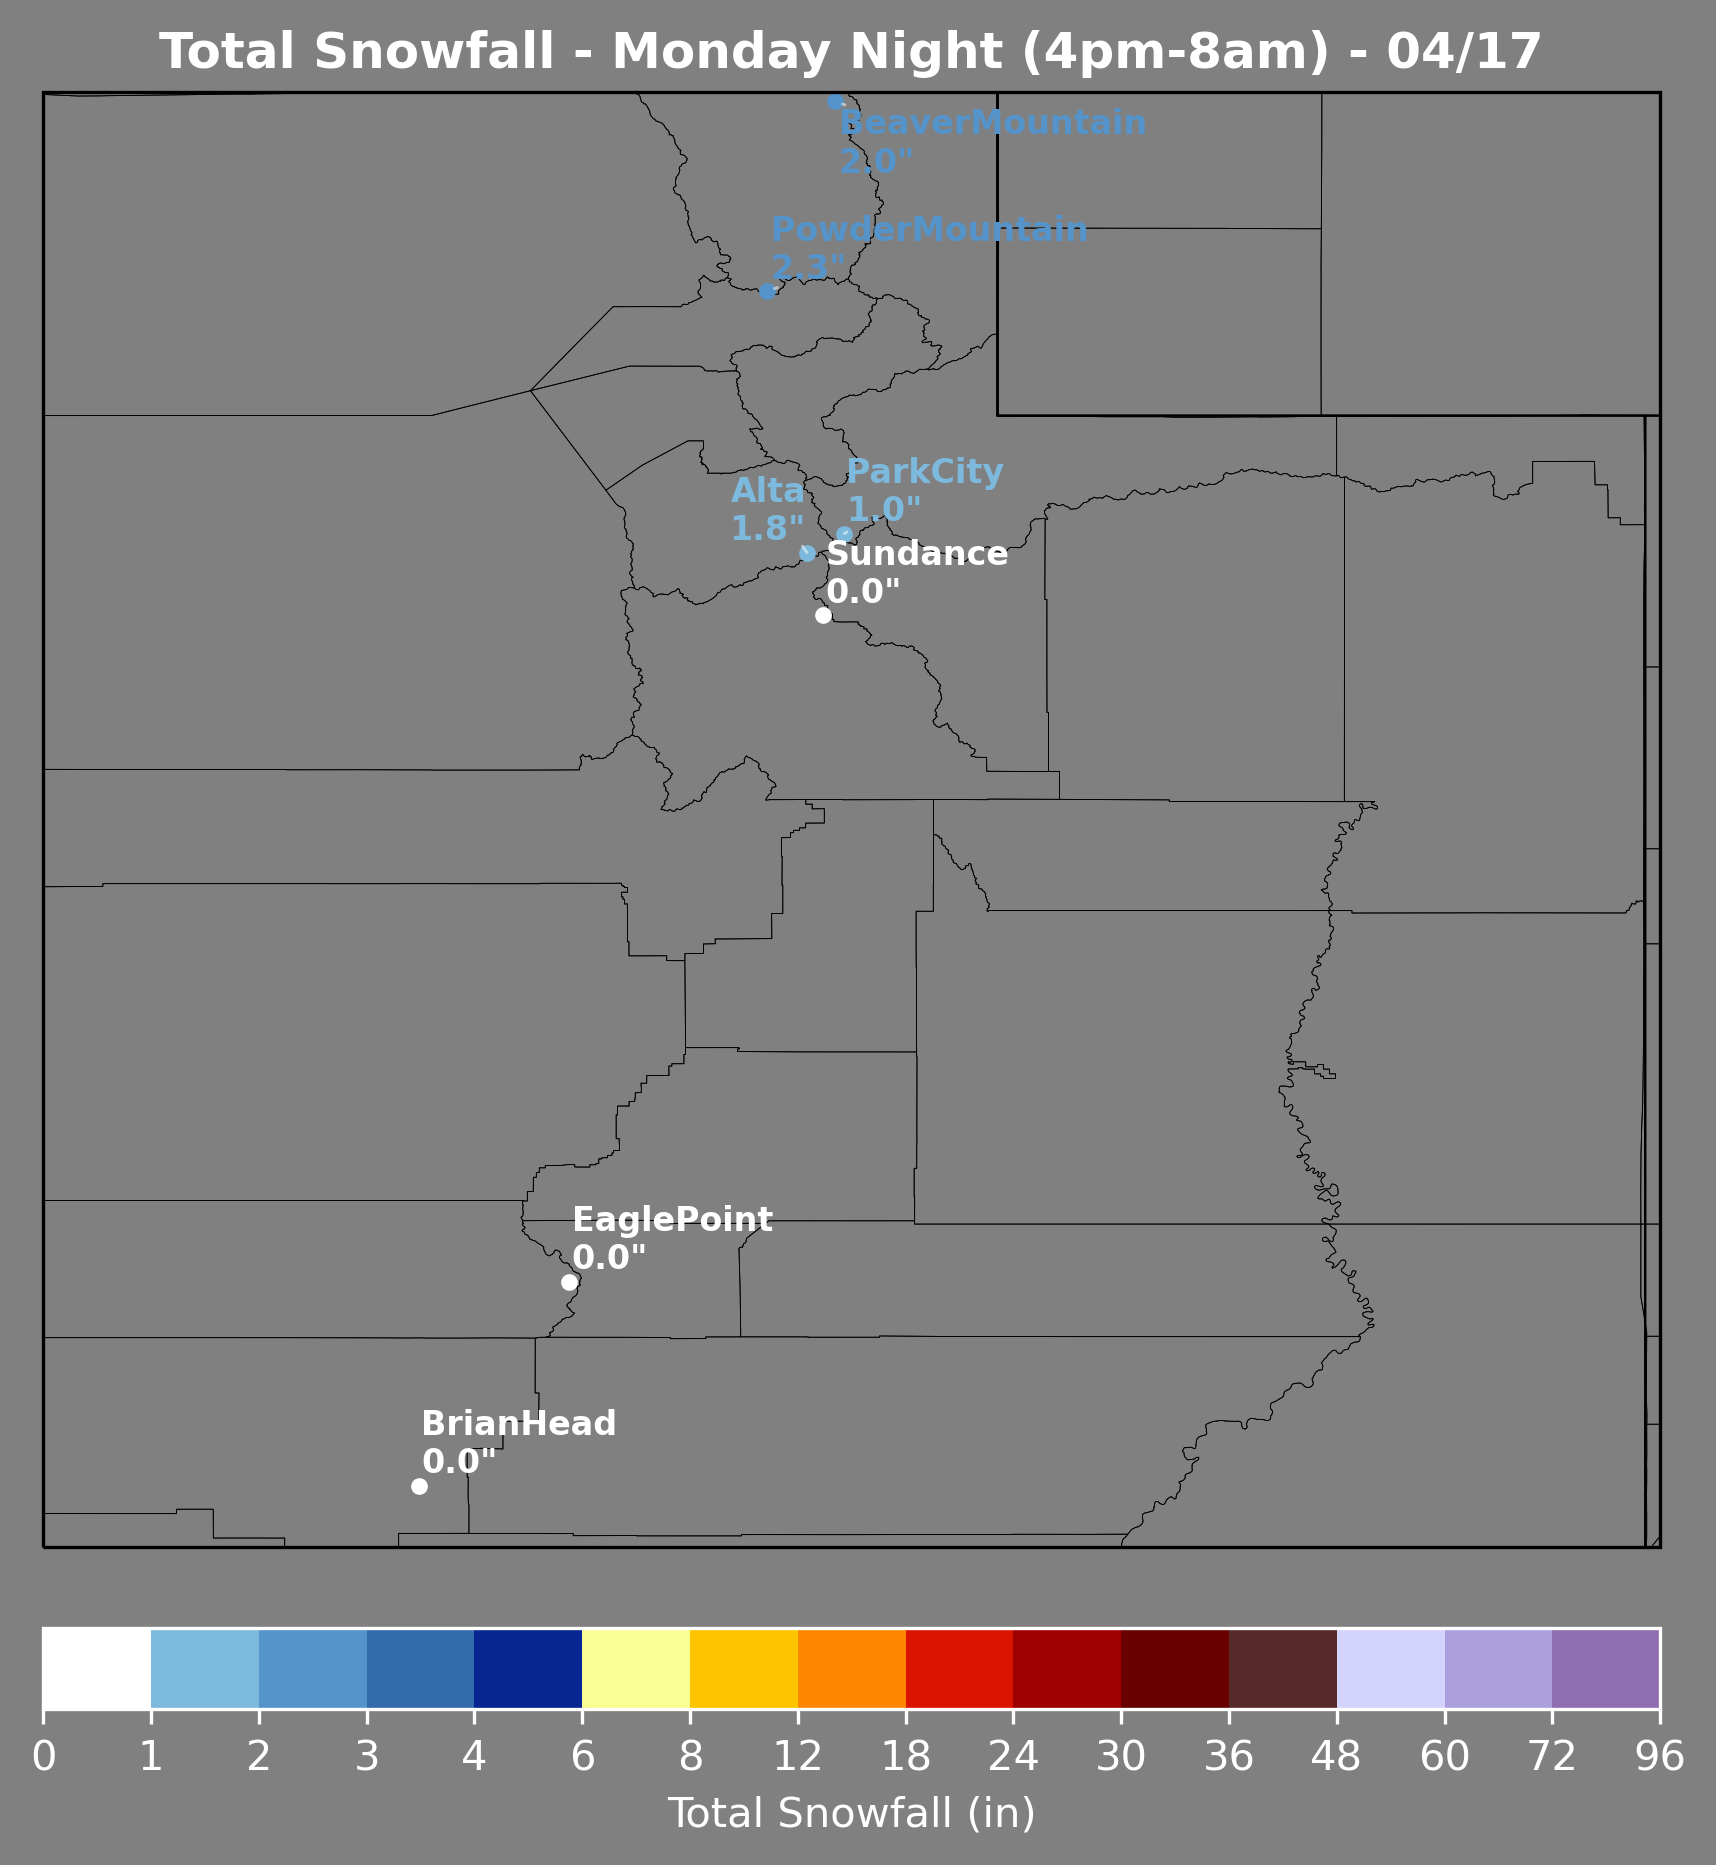 Total Snowfall - Monday Night (4pm-8am) - 04/17
BeaverMountain
2.0"
PowderMountain
2.3"
ParkCity
1.0"
Alta
1.8"
Sundance
0.0"
EaglePoint
0.0"
BrianHead
0.0"
0 1 2 3 4 6 8 12 18 24 30 36 48 60 72 96
Total Snowfall (in)